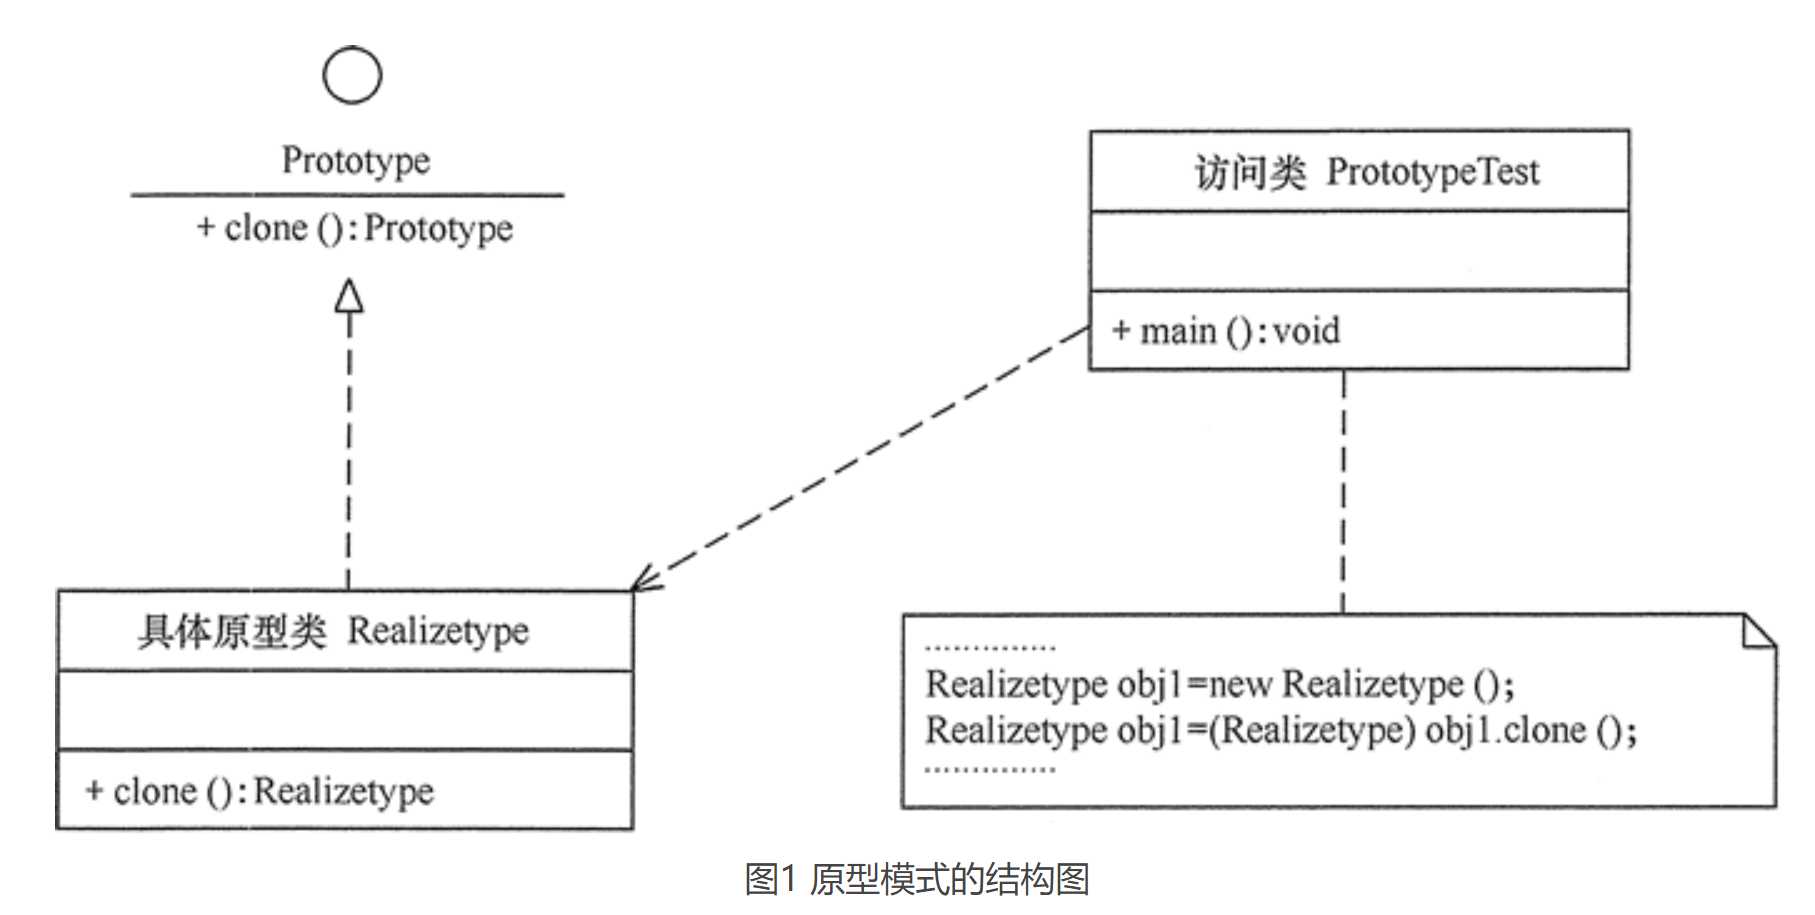 Prototype
+ clone ():Prototype
访问类 PrototypeTest
+ main ():void
具体原型类 Realizetype
+ clone ():Realizetype
..............
Realizetype obj1=new Realizetype ();
Realizetype obj1=(Realizetype) obj1.clone ();
..............
图1 原型模式的结构图